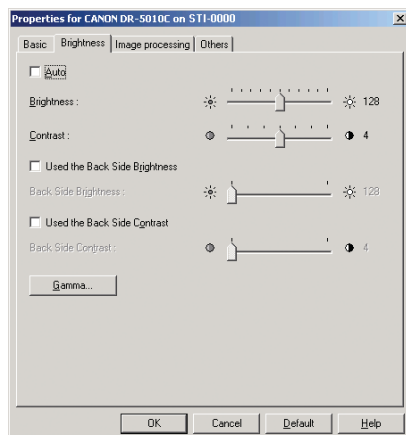 Properties for CANON DR-5010C on STI-0000
Basic Brightness Image processing Others
Auto
Brightness : 128
Contrast : 4
Used the Back Side Brightness
Back Side Brightness : 128
Used the Back Side Contrast
Back Side Contrast : 4
Gamma...
OK Cancel Default Help